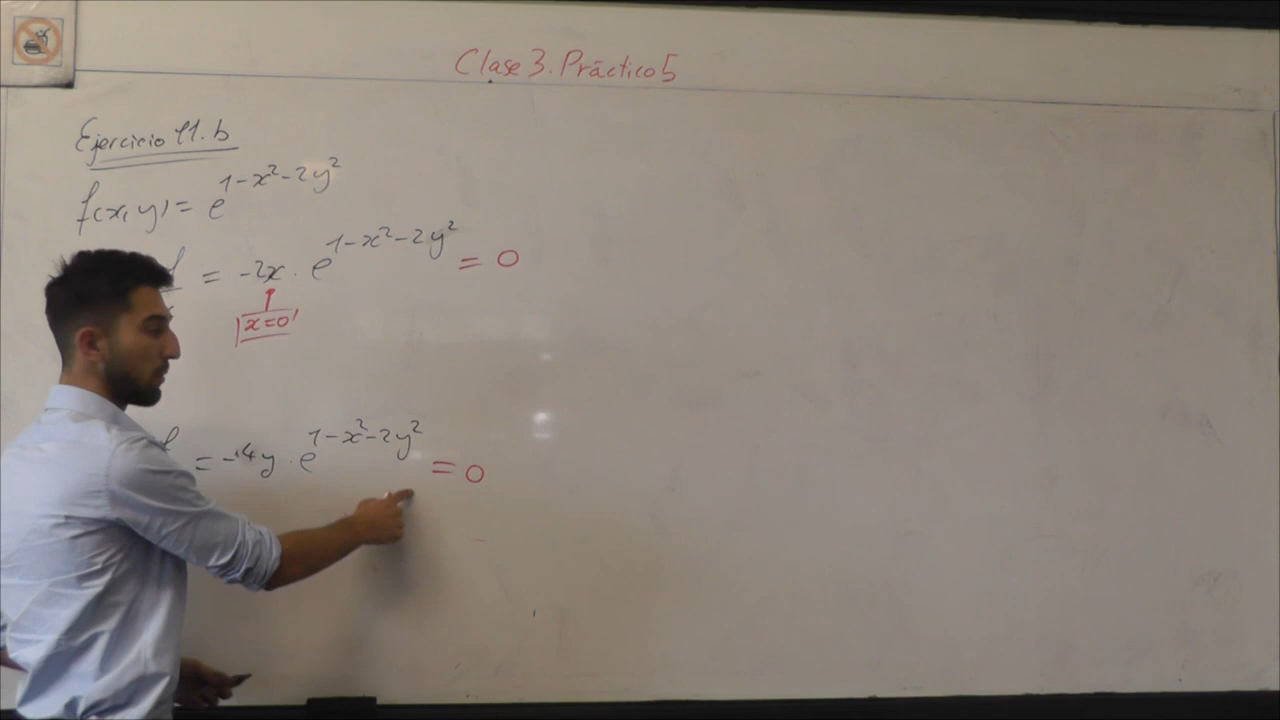 Clase 3. Práctico 5
Ejercicio 11.b
f(x,y) = e^{1-x²-2y²}
= -2x · e^{1-x²-2y²} = 0
x=0
= -4y · e^{1-x²-2y²} = 0